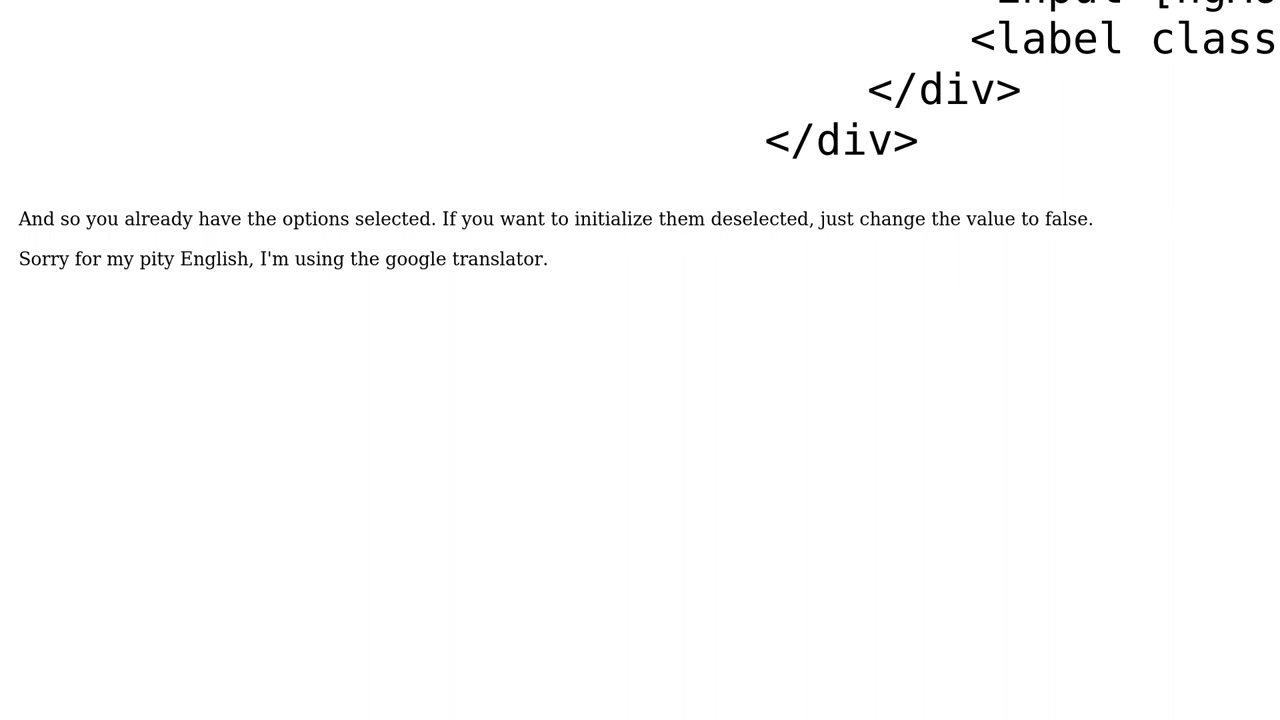 <label class
</div>
</div>
And so you already have the options selected. If you want to initialize them deselected, just change the value to false.
Sorry for my pity English, I'm using the google translator.